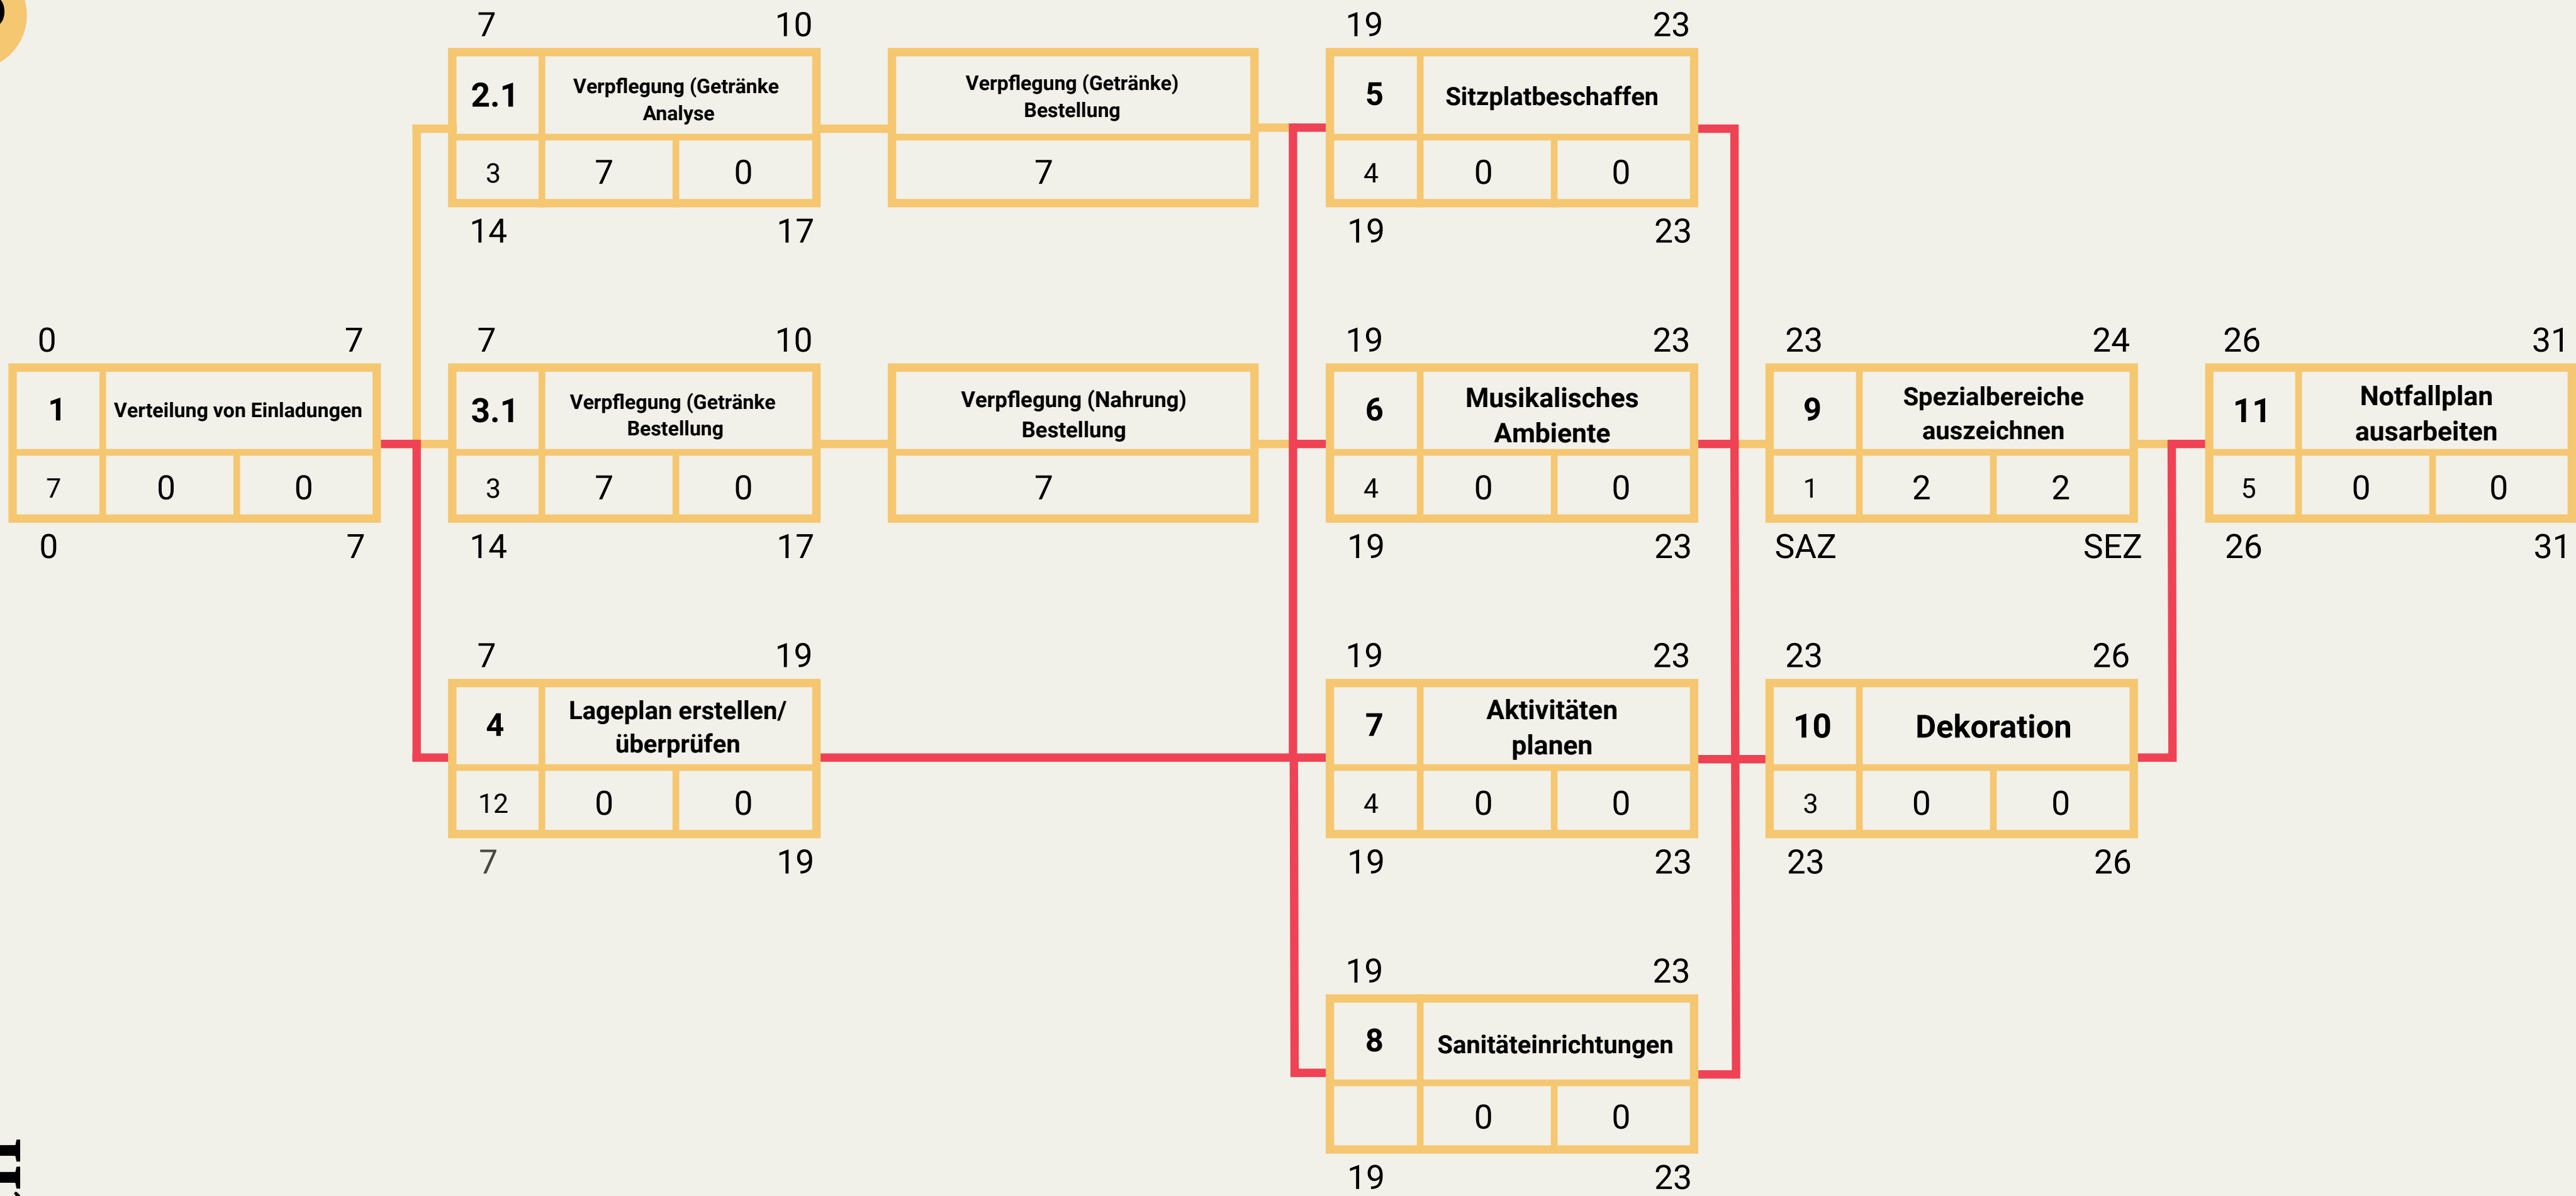 7 10
2.1 Verpflegung (Getränke
Analyse
3 7 0
14 17
Verpflegung (Getränke)
Bestellung
7
19 23
5 Sitzplatbeschaffen
4 0 0
19 23
0 7
1 Verteilung von Einladungen
7 0 0
0 7
7 10
3.1 Verpflegung (Getränke
Bestellung
3 7 0
14 17
Verpflegung (Nahrung)
Bestellung
7
19 23
6 Musikalisches
Ambiente
4 0 0
19 23
23 24
9 Spezialbereiche
auszeichnen
1 2 2
SAZ SEZ
26 31
11 Notfallplan
ausarbeiten
5 0 0
26 31
7 19
4 Lageplan erstellen/
überprüfen
12 0 0
7 19
19 23
7 Aktivitäten
planen
4 0 0
19 23
23 26
10 Dekoration
3 0 0
23 26
19 23
8 Sanitäteinrichtungen
0 0
19 23